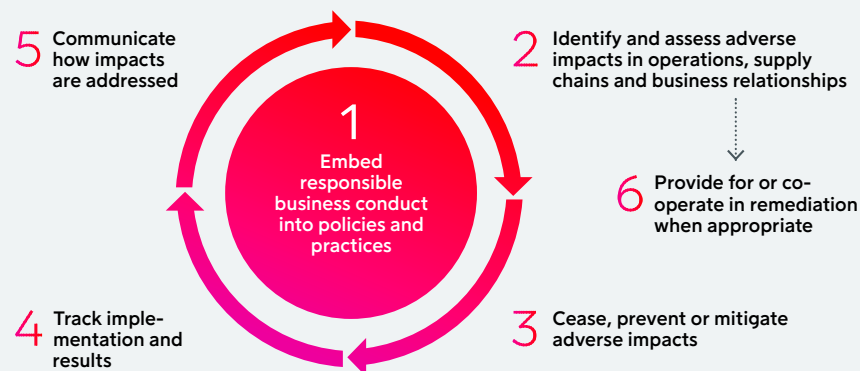 1
Embed
responsible
business conduct
into policies and
practices
2
Identify and assess adverse
impacts in operations, supply
chains and business relationships
6
Provide for or co-
operate in remediation
when appropriate
3
Cease, prevent or mitigate
adverse impacts
4
Track imple-
mentation and
results
5
Communicate
how impacts
are addressed